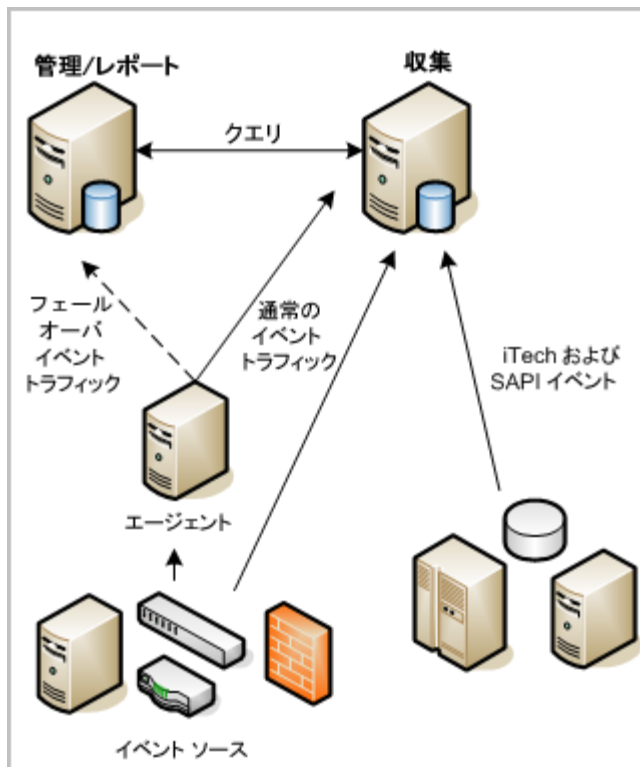 管理/レポート
収集
クエリ
フェール
オーバ
イベント
トラフィック
通常の
イベント
トラフィック
iTech および
SAPI イベント
エージェント
イベント ソース